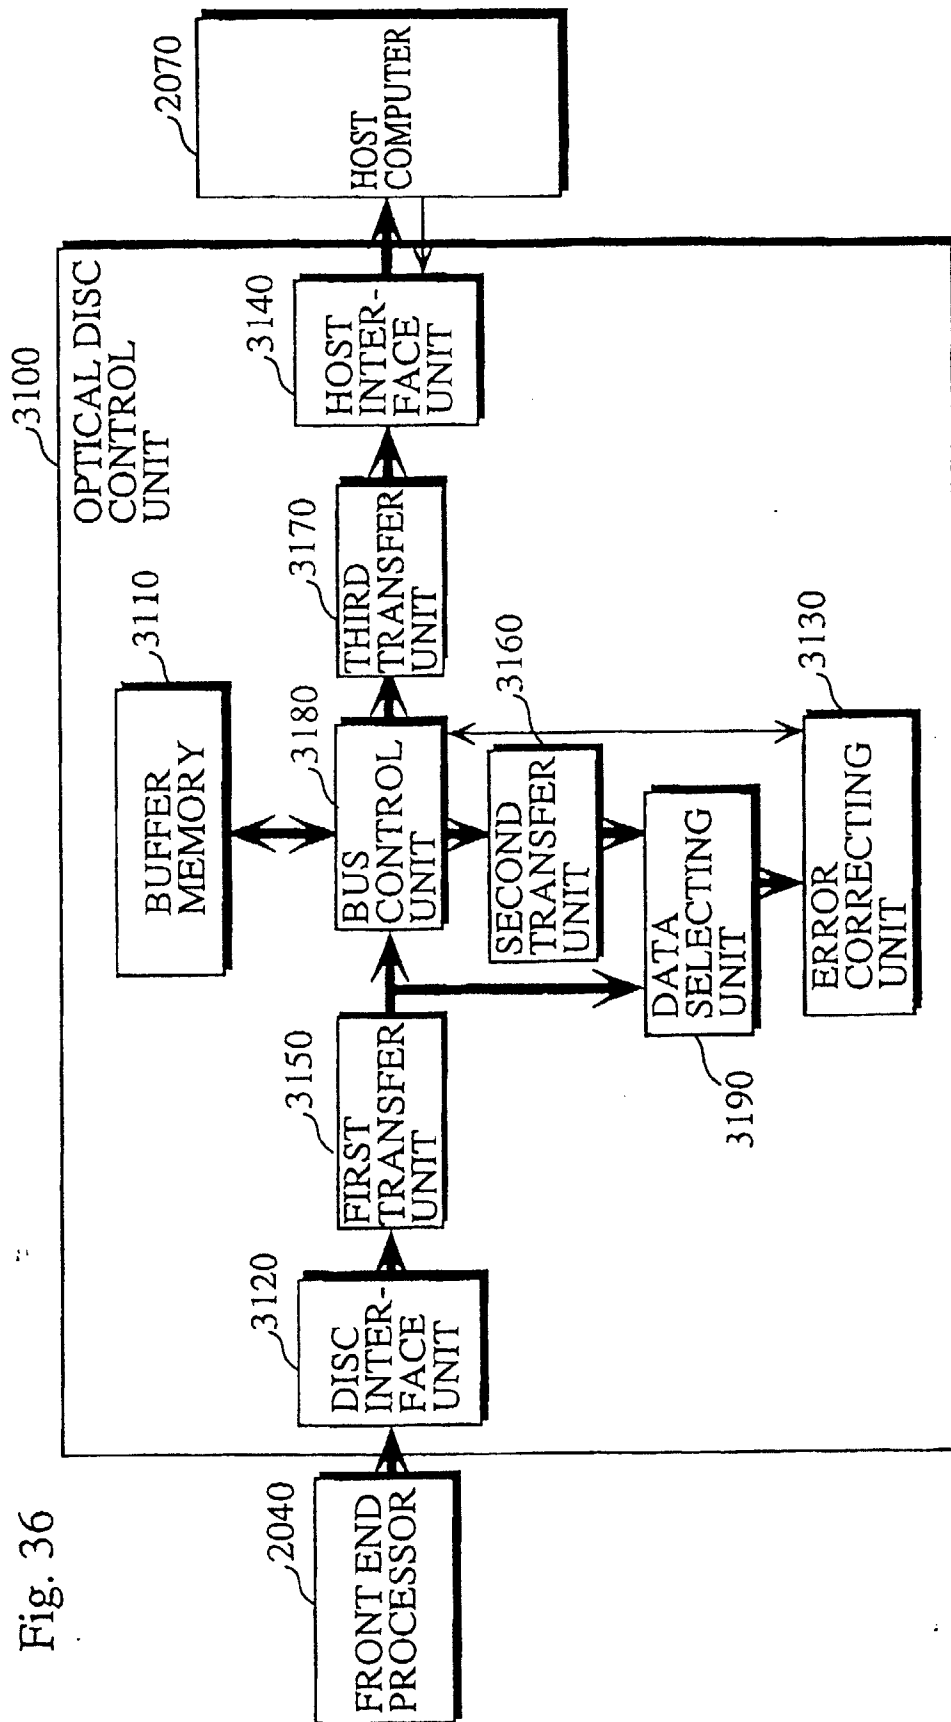 Fig. 36
3100
OPTICAL DISC
CONTROL
UNIT
3110
BUFFER
MEMORY
2040
FRONT END
PROCESSOR
3120
DISC
INTER-
FACE
UNIT
3150
FIRST
TRANSFER
UNIT
3180
BUS
CONTROL
UNIT
3170
THIRD
TRANSFER
UNIT
3140
HOST
INTER-
FACE
UNIT
2070
HOST
COMPUTER
3160
SECOND
TRANSFER
UNIT
3190
DATA
SELECTING
UNIT
3130
ERROR
CORRECTING
UNIT